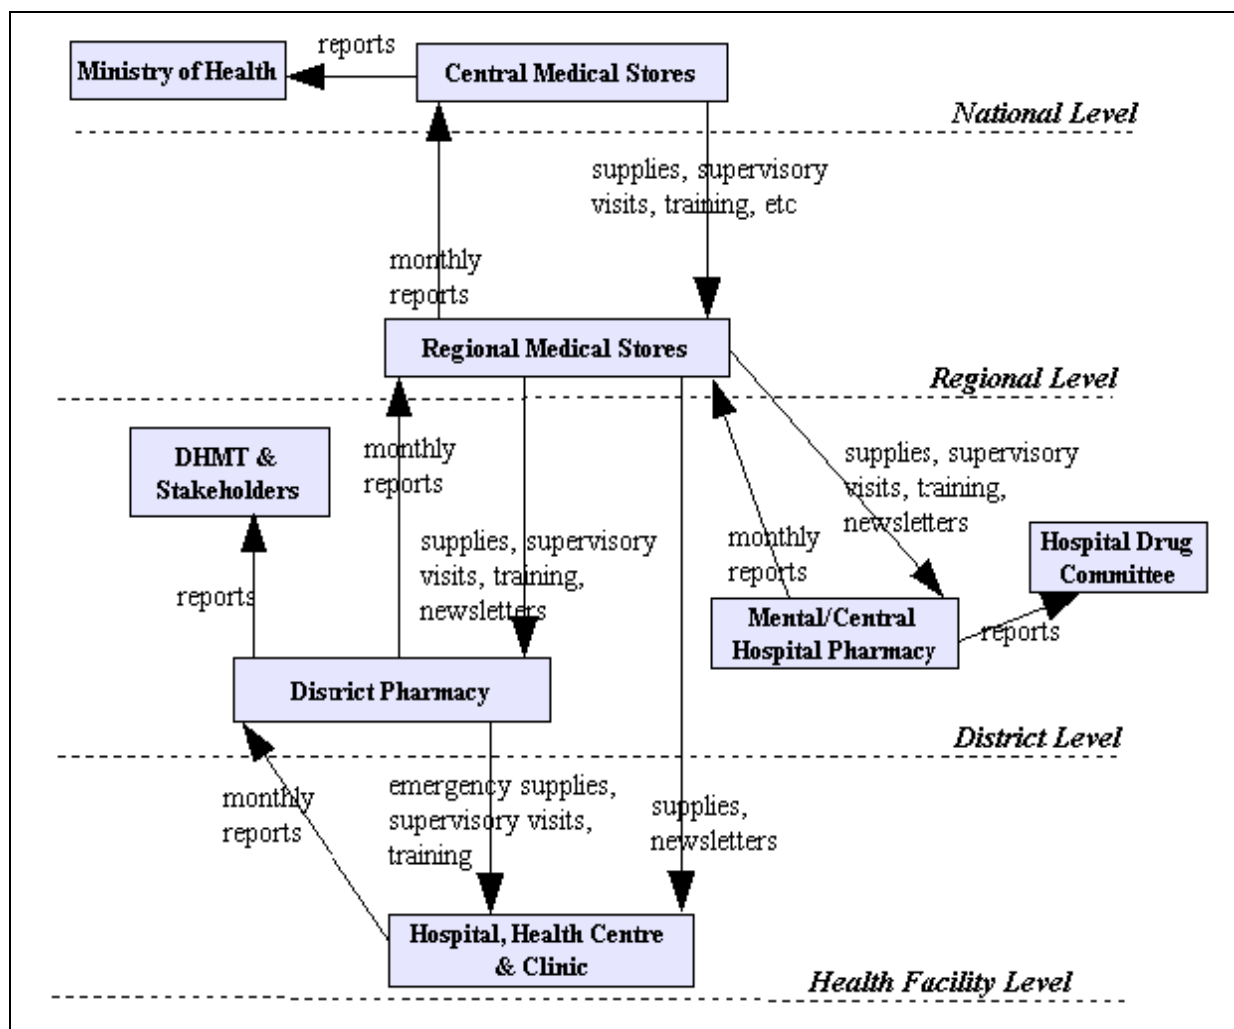 reports
Ministry of Health
Central Medical Stores
National Level
supplies, supervisory
visits, training, etc
monthly
reports
Regional Medical Stores
Regional Level
DHMT &
Stakeholders
monthly
reports
supplies, supervisory
visits, training,
newsletters
supplies, supervisory
visits, training,
newsletters
monthly
reports
Hospital Drug
Committee
reports
Mental/Central
Hospital Pharmacy
reports
District Pharmacy
District Level
monthly
reports
emergency supplies,
supervisory visits,
training
supplies,
newsletters
Hospital, Health Centre
& Clinic
Health Facility Level